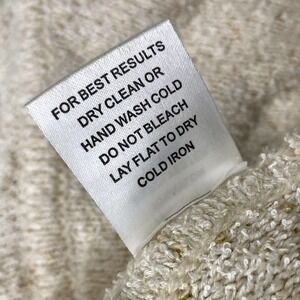 FOR BEST RESULTS
DRY CLEAN OR
HAND WASH COLD
DO NOT BLEACH
LAY FLAT TO DRY
COLD IRON